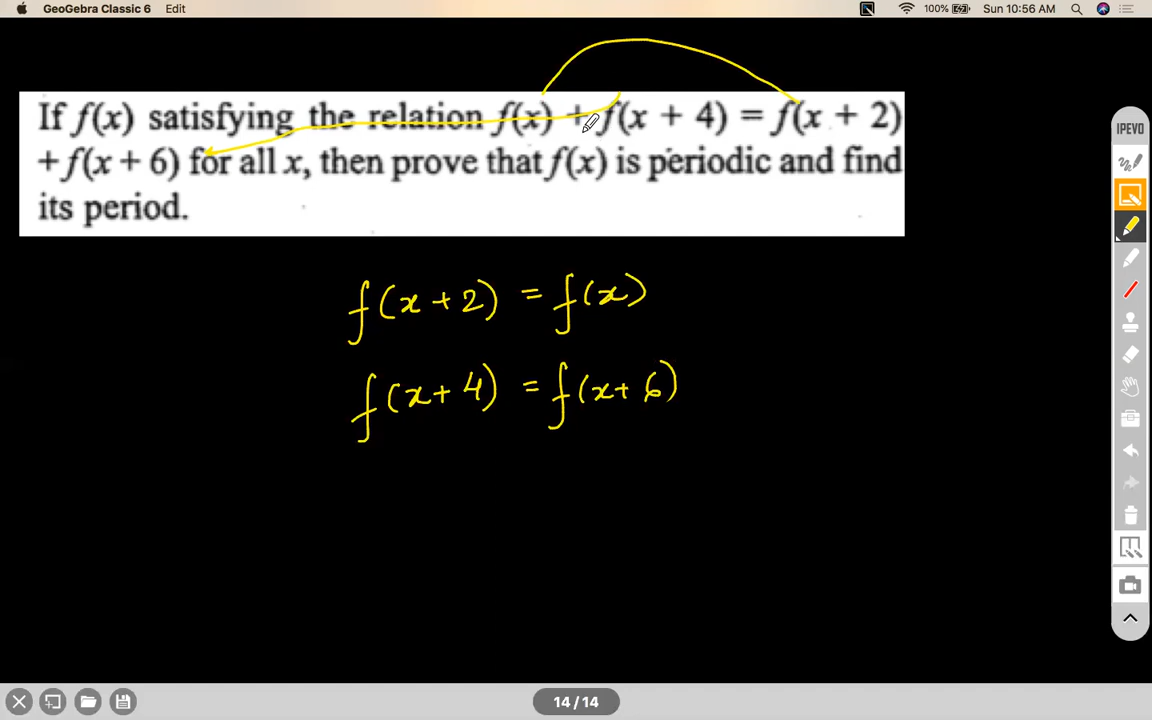 GeoGebra Classic 6 Edit 100% Sun 10:56 AM
If f(x) satisfying the relation f(x) + f(x + 4) = f(x + 2)
+ f(x + 6) for all x, then prove that f(x) is periodic and find
its period.
f(x+2) = f(x)
f(x+4) = f(x+6)
IPEVO
14 / 14